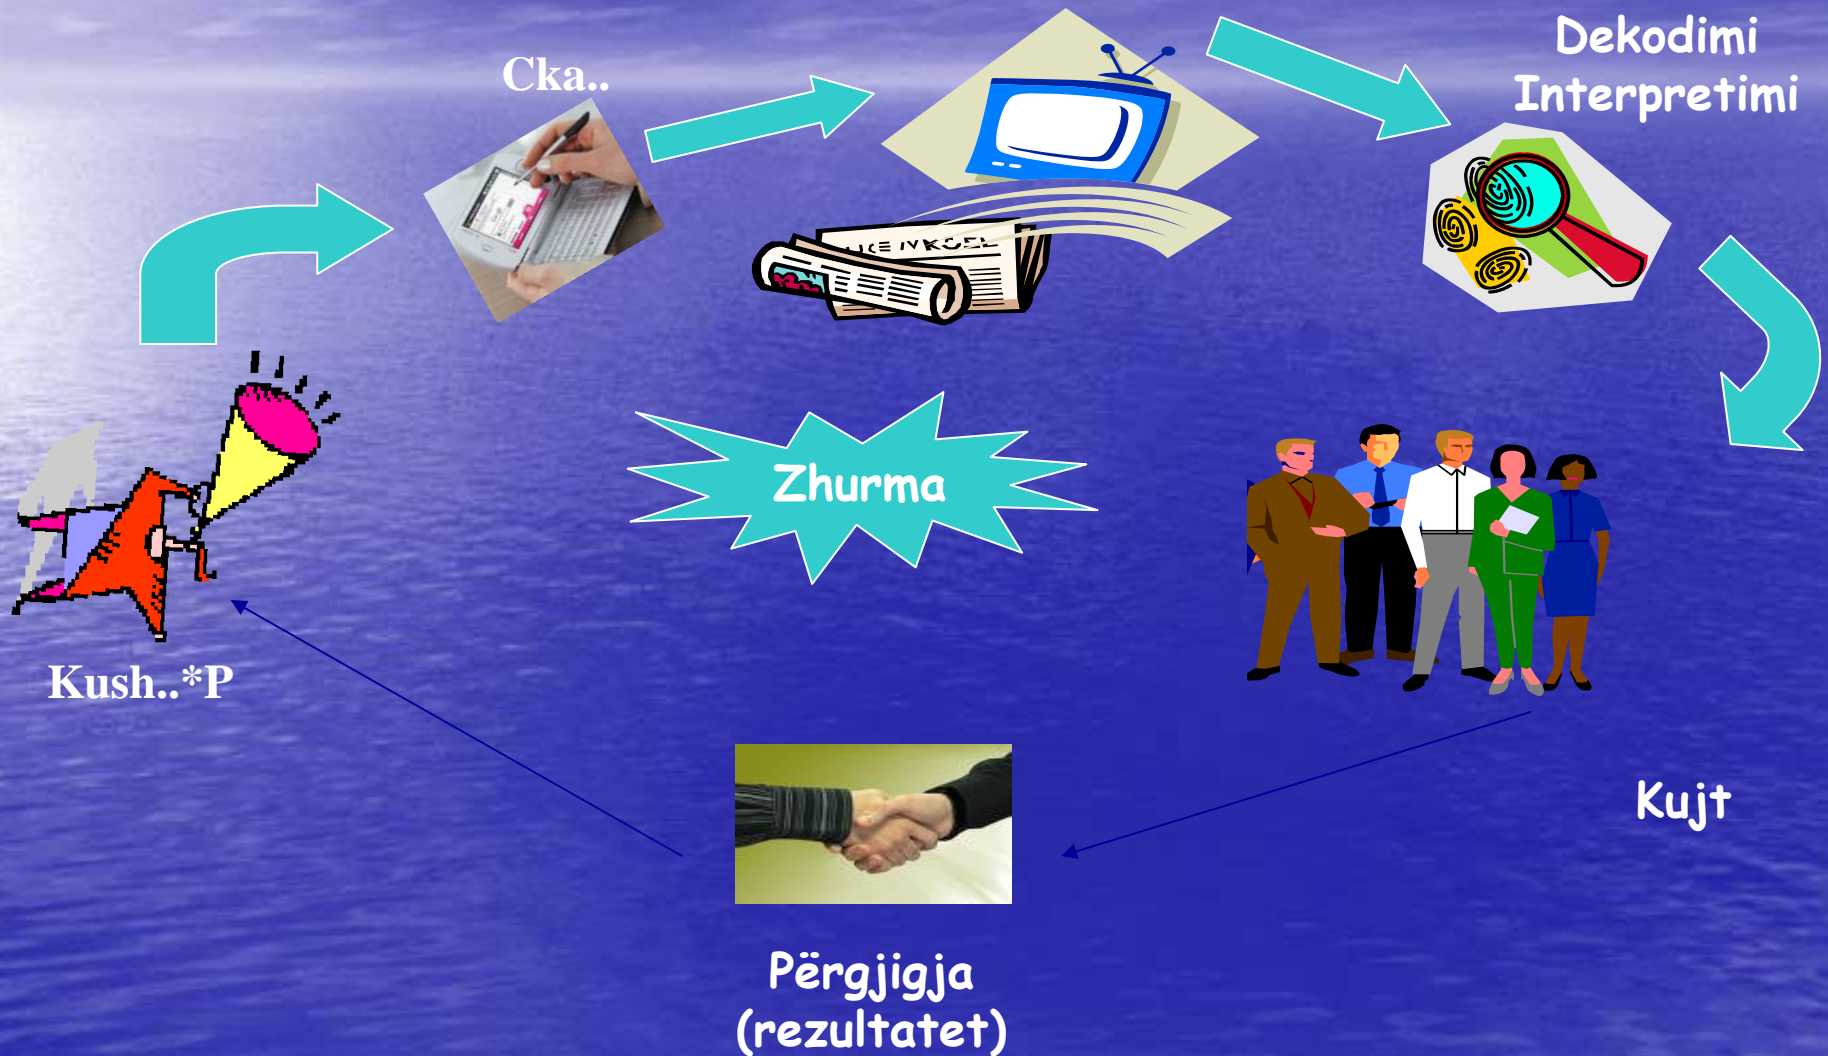 Dekodimi
Interpretimi
Cka..
Zhurma
Kush..*P
Kujt
Përgjigja
(rezultatet)